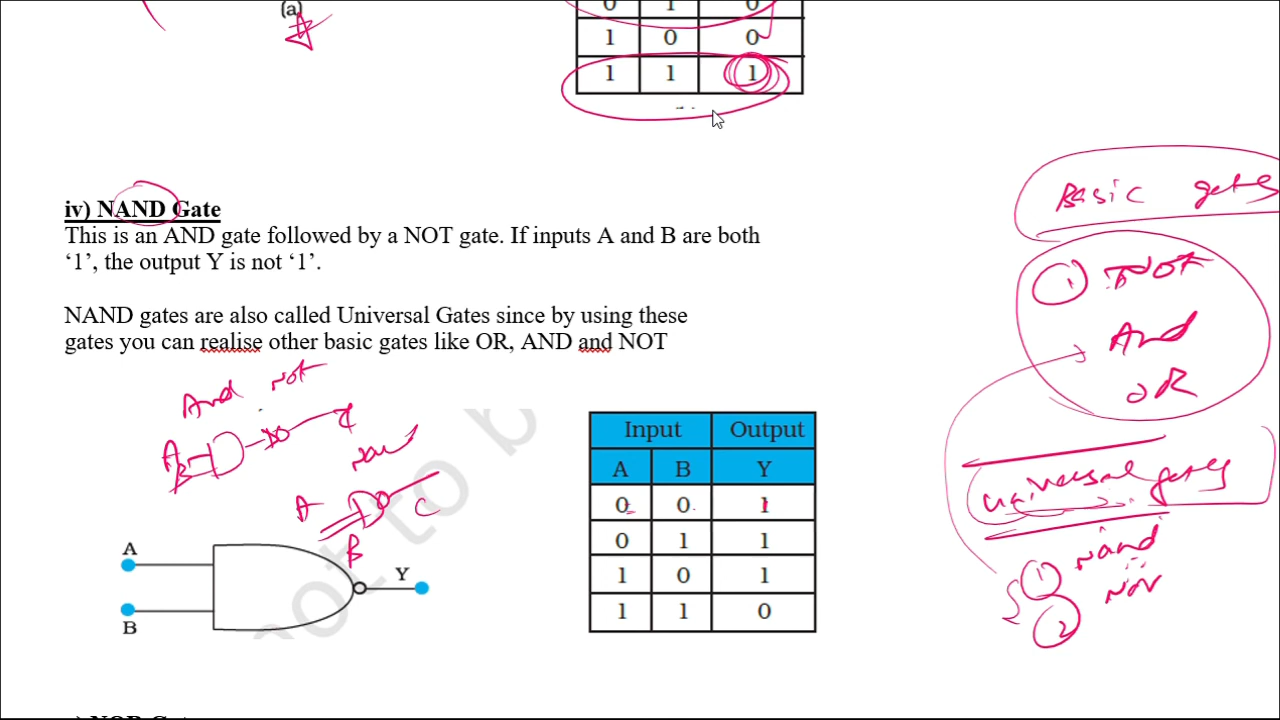 (a)
0 1 0
1 0 0
1 1 1
iv) NAND Gate
This is an AND gate followed by a NOT gate. If inputs A and B are both
‘1’, the output Y is not ‘1’.
NAND gates are also called Universal Gates since by using these
gates you can realise other basic gates like OR, AND and NOT
And not
A
B
A
B
C
A
B
Y
not to b
Input Output
A B Y
0 0 1
0 1 1
1 0 1
1 1 0
Basic gates
1 NOT
And
OR
universal gates
1 Nand
2 Nor